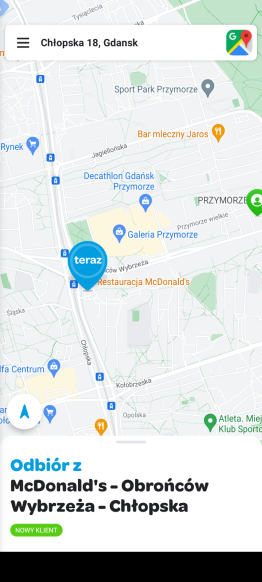 Tysiąclecia
Chłopska 18, Gdansk
Sport Park Przymorze
Bar mleczny Jaros
Rynek
Jagiellońska
Decathlon Gdańsk
Przymorze
PRZYMORZE
Przymorze wielkie
Galeria Przymorze
teraz
Wybrzeża
Restauracja McDonald's
Śląska
Chłopska
lfa Centrum
Kołobrzeska
Opolska
Atleta. Miej
Klub Sporto
Odbiór z
McDonald's - Obrońców
Wybrzeża - Chłopska
NOWY KLIENT